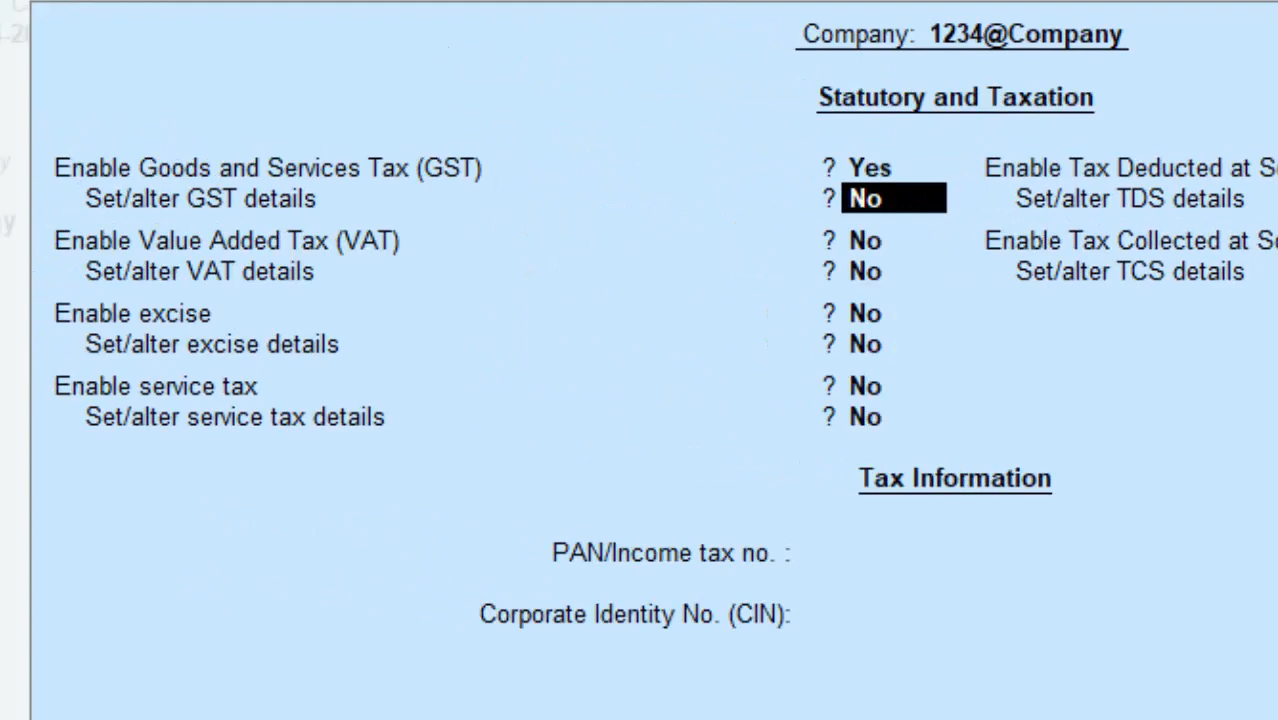 Company: 1234@Company
Statutory and Taxation
Enable Goods and Services Tax (GST) ? Yes Enable Tax Deducted at
Set/alter GST details ? No Set/alter TDS details
Enable Value Added Tax (VAT) ? No Enable Tax Collected at
Set/alter VAT details ? No Set/alter TCS details
Enable excise ? No
Set/alter excise details ? No
Enable service tax ? No
Set/alter service tax details ? No
Tax Information
PAN/Income tax no. :
Corporate Identity No. (CIN):